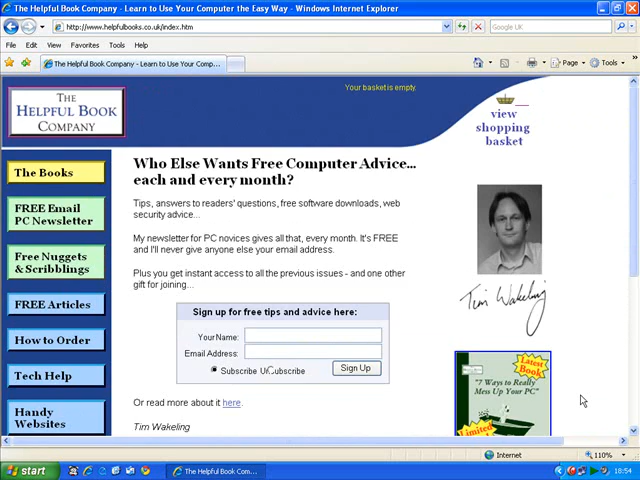 The Helpful Book Company - Learn to Use Your Computer the Easy Way - Windows Internet Explorer
http://www.helpfulbooks.co.uk/index.htm
Google UK
File Edit View Favorites Tools Help
The Helpful Book Company - Learn to Use Your Comp...
Page Tools
Your basket is empty.
THE
HELPFUL BOOK
COMPANY
view
shopping
basket
The Books
FREE Email
PC Newsletter
Free Nuggets
& Scribblings
FREE Articles
How to Order
Tech Help
Handy
Websites
Who Else Wants Free Computer Advice...
each and every month?
Tips, answers to readers' questions, free software downloads, web
security advice...
My newsletter for PC novices gives all that, every month. It's FREE
and I'll never give anyone else your email address.
Plus you get instant access to all the previous issues - and one other
gift for joining...
Sign up for free tips and advice here:
Your Name:
Email Address:
Subscribe Unsubscribe
Sign Up
Or read more about it here.
Tim Wakeling
Tim Wakeling
Latest
Book
"7 Ways to Really
Mess Up Your PC"
Limited
Internet
110%
start
The Helpful Book Com...
18:54